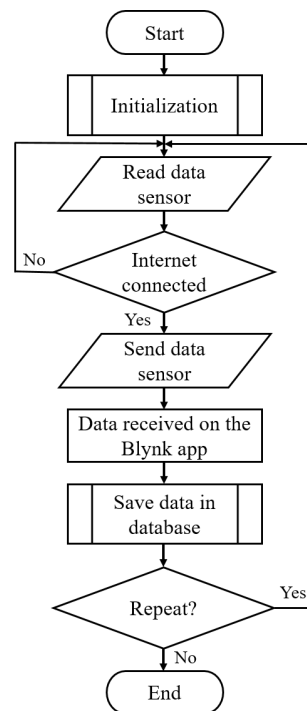 Start
Initialization
Read data
sensor
No
Internet
connected
Yes
Send data
sensor
Data received on the
Blynk app
Save data in
database
Repeat?
Yes
No
End